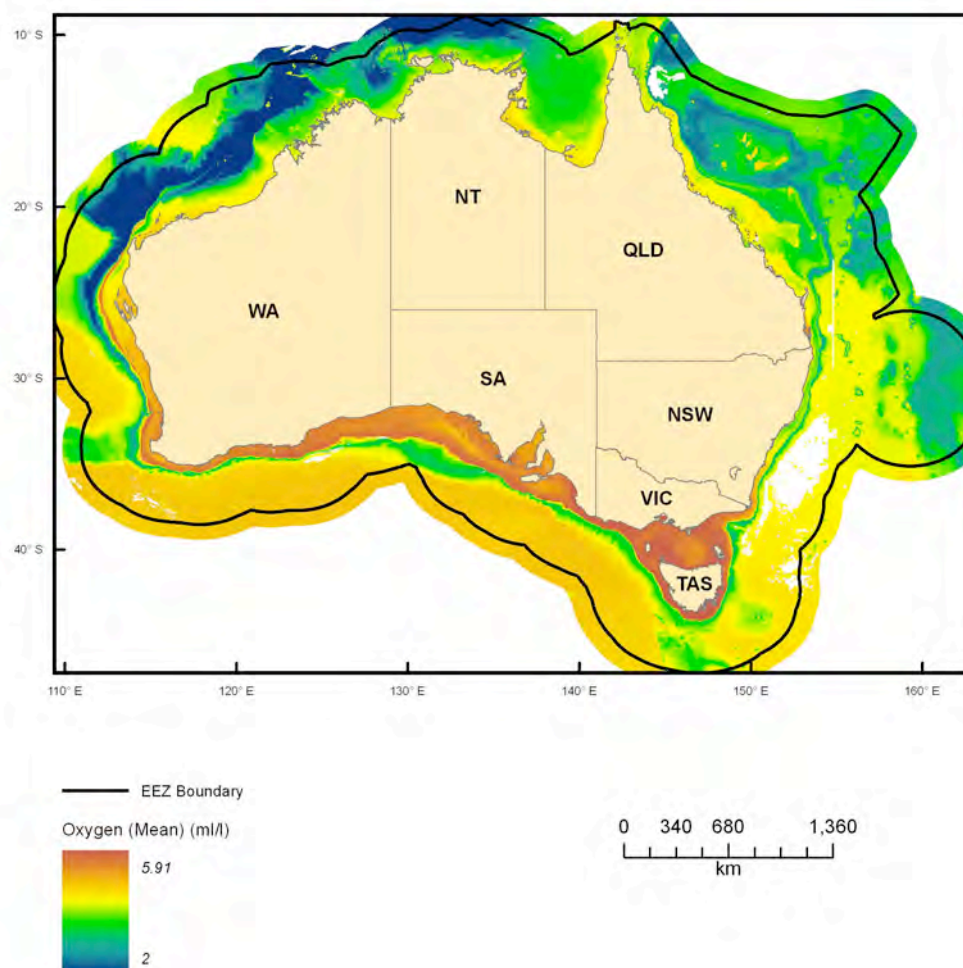 10° S
20° S
30° S
40° S
NT
QLD
WA
SA
NSW
VIC
TAS
110° E
120° E
130° E
140° E
150° E
160° E
EEZ Boundary
Oxygen (Mean) (ml/l)
5.91
2
0 340 680 1,360
km